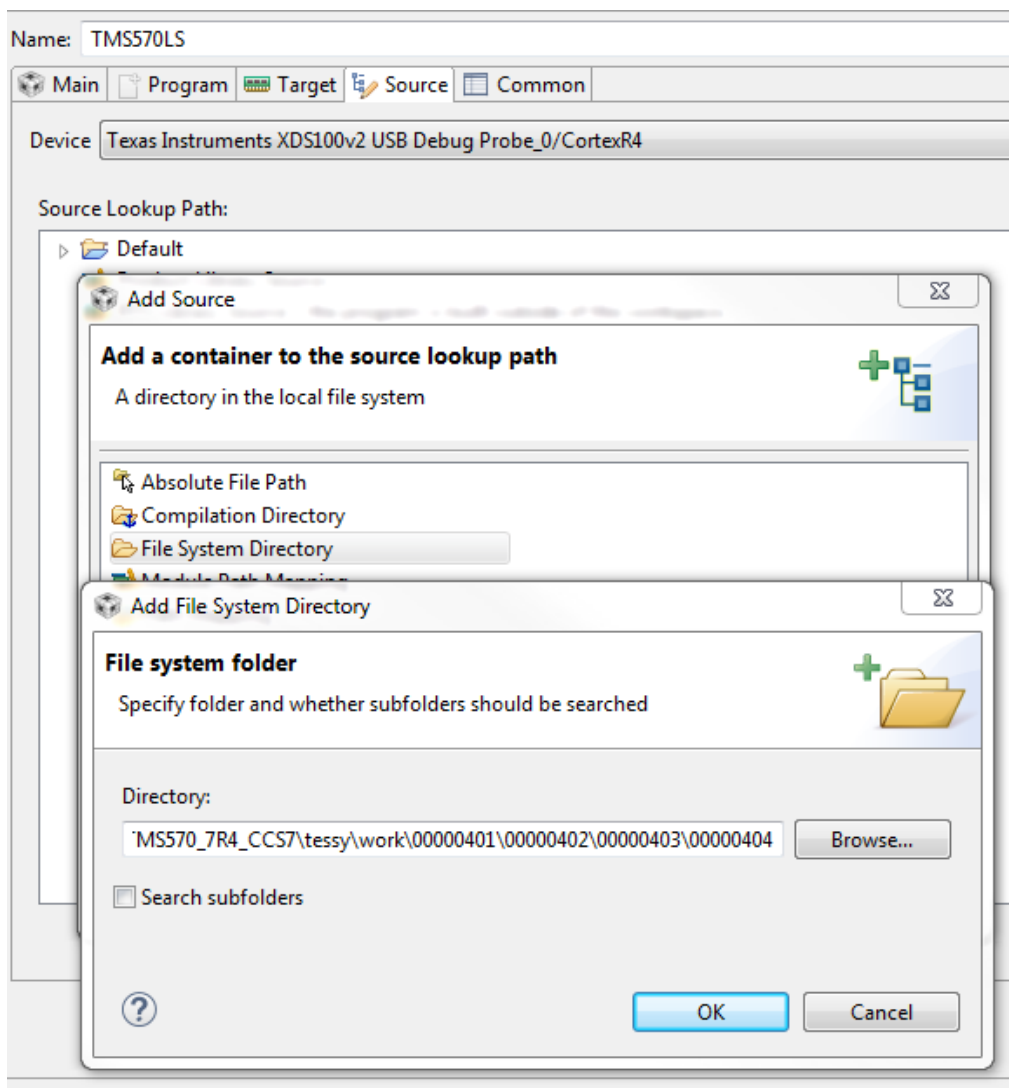 Name: TMS570LS
Main Program Target Source Common
Device Texas Instruments XDS100v2 USB Debug Probe_0/CortexR4
Source Lookup Path:
Default
Add Source
Add a container to the source lookup path
A directory in the local file system
Absolute File Path
Compilation Directory
File System Directory
Module Path Mapping
Add File System Directory
File system folder
Specify folder and whether subfolders should be searched
Directory:
MS570_7R4_CCS7\tessy\work\00000401\00000402\00000403\00000404 Browse...
Search subfolders
? OK Cancel